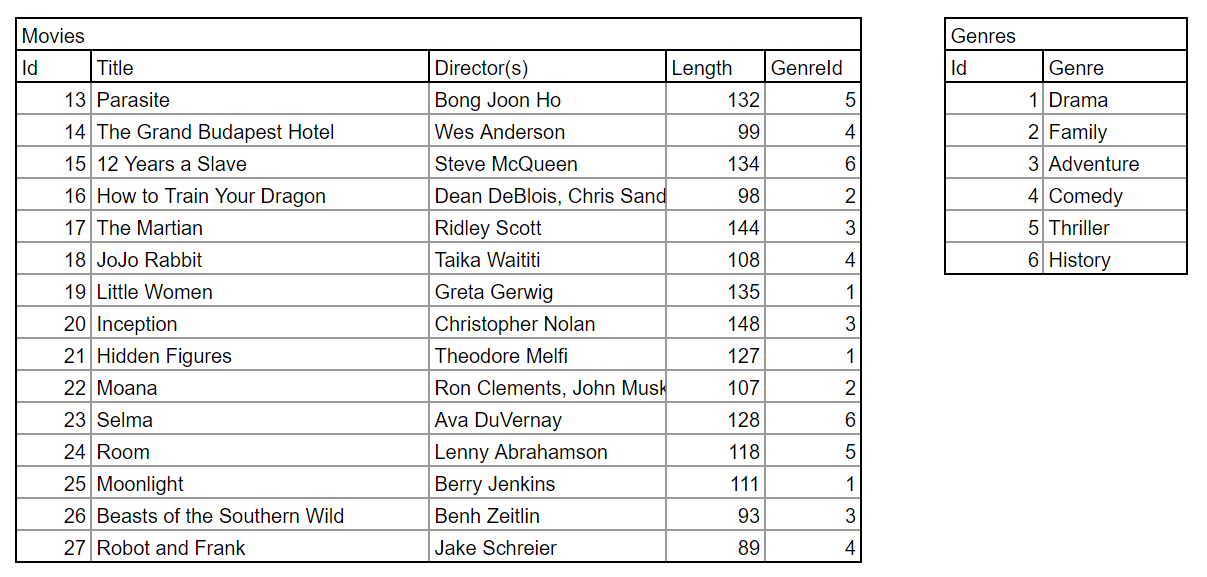 Movies
Id Title Director(s) Length GenreId
13 Parasite Bong Joon Ho 132 5
14 The Grand Budapest Hotel Wes Anderson 99 4
15 12 Years a Slave Steve McQueen 134 6
16 How to Train Your Dragon Dean DeBlois, Chris Sand 98 2
17 The Martian Ridley Scott 144 3
18 JoJo Rabbit Taika Waititi 108 4
19 Little Women Greta Gerwig 135 1
20 Inception Christopher Nolan 148 3
21 Hidden Figures Theodore Melfi 127 1
22 Moana Ron Clements, John Musk 107 2
23 Selma Ava DuVernay 128 6
24 Room Lenny Abrahamson 118 5
25 Moonlight Berry Jenkins 111 1
26 Beasts of the Southern Wild Benh Zeitlin 93 3
27 Robot and Frank Jake Schreier 89 4
Genres
Id Genre
1 Drama
2 Family
3 Adventure
4 Comedy
5 Thriller
6 History